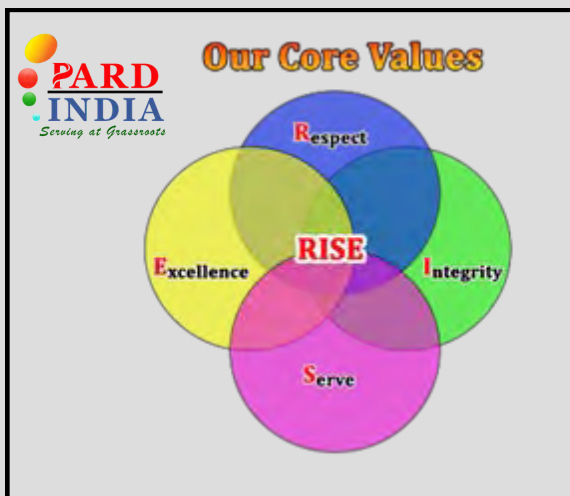 PARD
INDIA
Serving at Grassroots
Our Core Values
Respect
Excellence
RISE
Integrity
Serve